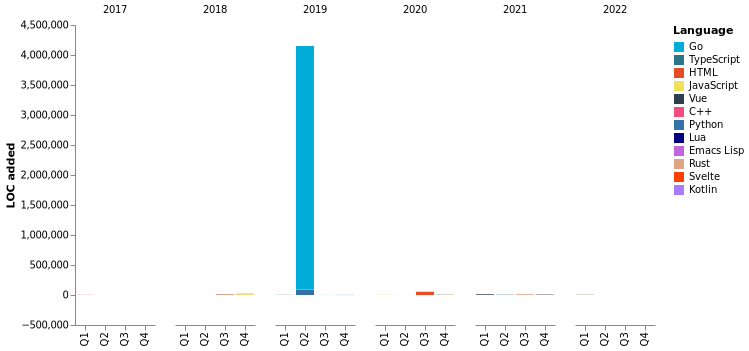 2017 2018 2019 2020 2021 2022
4,500,000
4,000,000
3,500,000
3,000,000
2,500,000
2,000,000
1,500,000
1,000,000
500,000
0
−500,000
LOC added
Q1 Q2 Q3 Q4 Q1 Q2 Q3 Q4 Q1 Q2 Q3 Q4 Q1 Q2 Q3 Q4 Q1 Q2 Q3 Q4 Q1 Q2 Q3 Q4
Language
Go
TypeScript
HTML
JavaScript
Vue
C++
Python
Lua
Emacs Lisp
Rust
Svelte
Kotlin